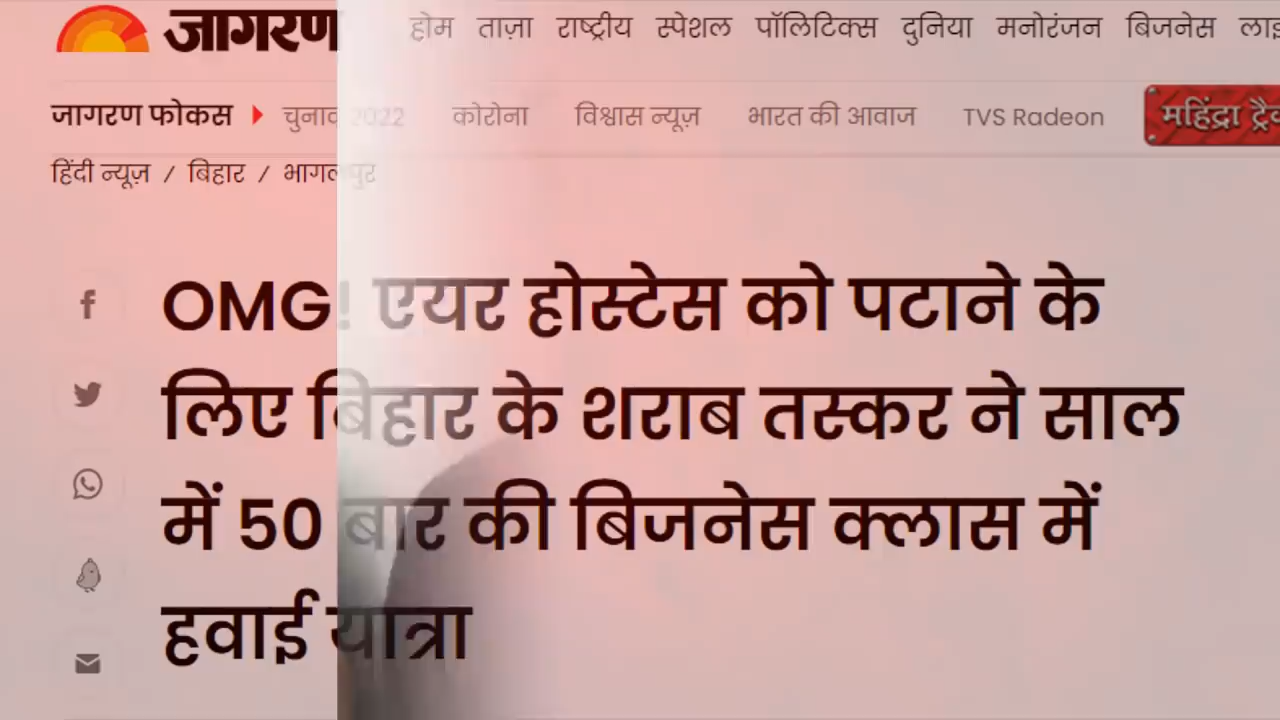 जागरण
होम ताज़ा राष्ट्रीय स्पेशल पॉलिटिक्स दुनिया मनोरंजन बिजनेस
जागरण फोकस चुनाव 2022 कोरोना विश्वास न्यूज़ भारत की आवाज TVS Radeon महिंद्रा
हिंदी न्यूज़ / बिहार / भागलपुर
OMG! एयर होस्टेस को पटाने के
लिए बिहार के शराब तस्कर ने साल
में 50 बार की बिजनेस क्लास में
हवाई यात्रा